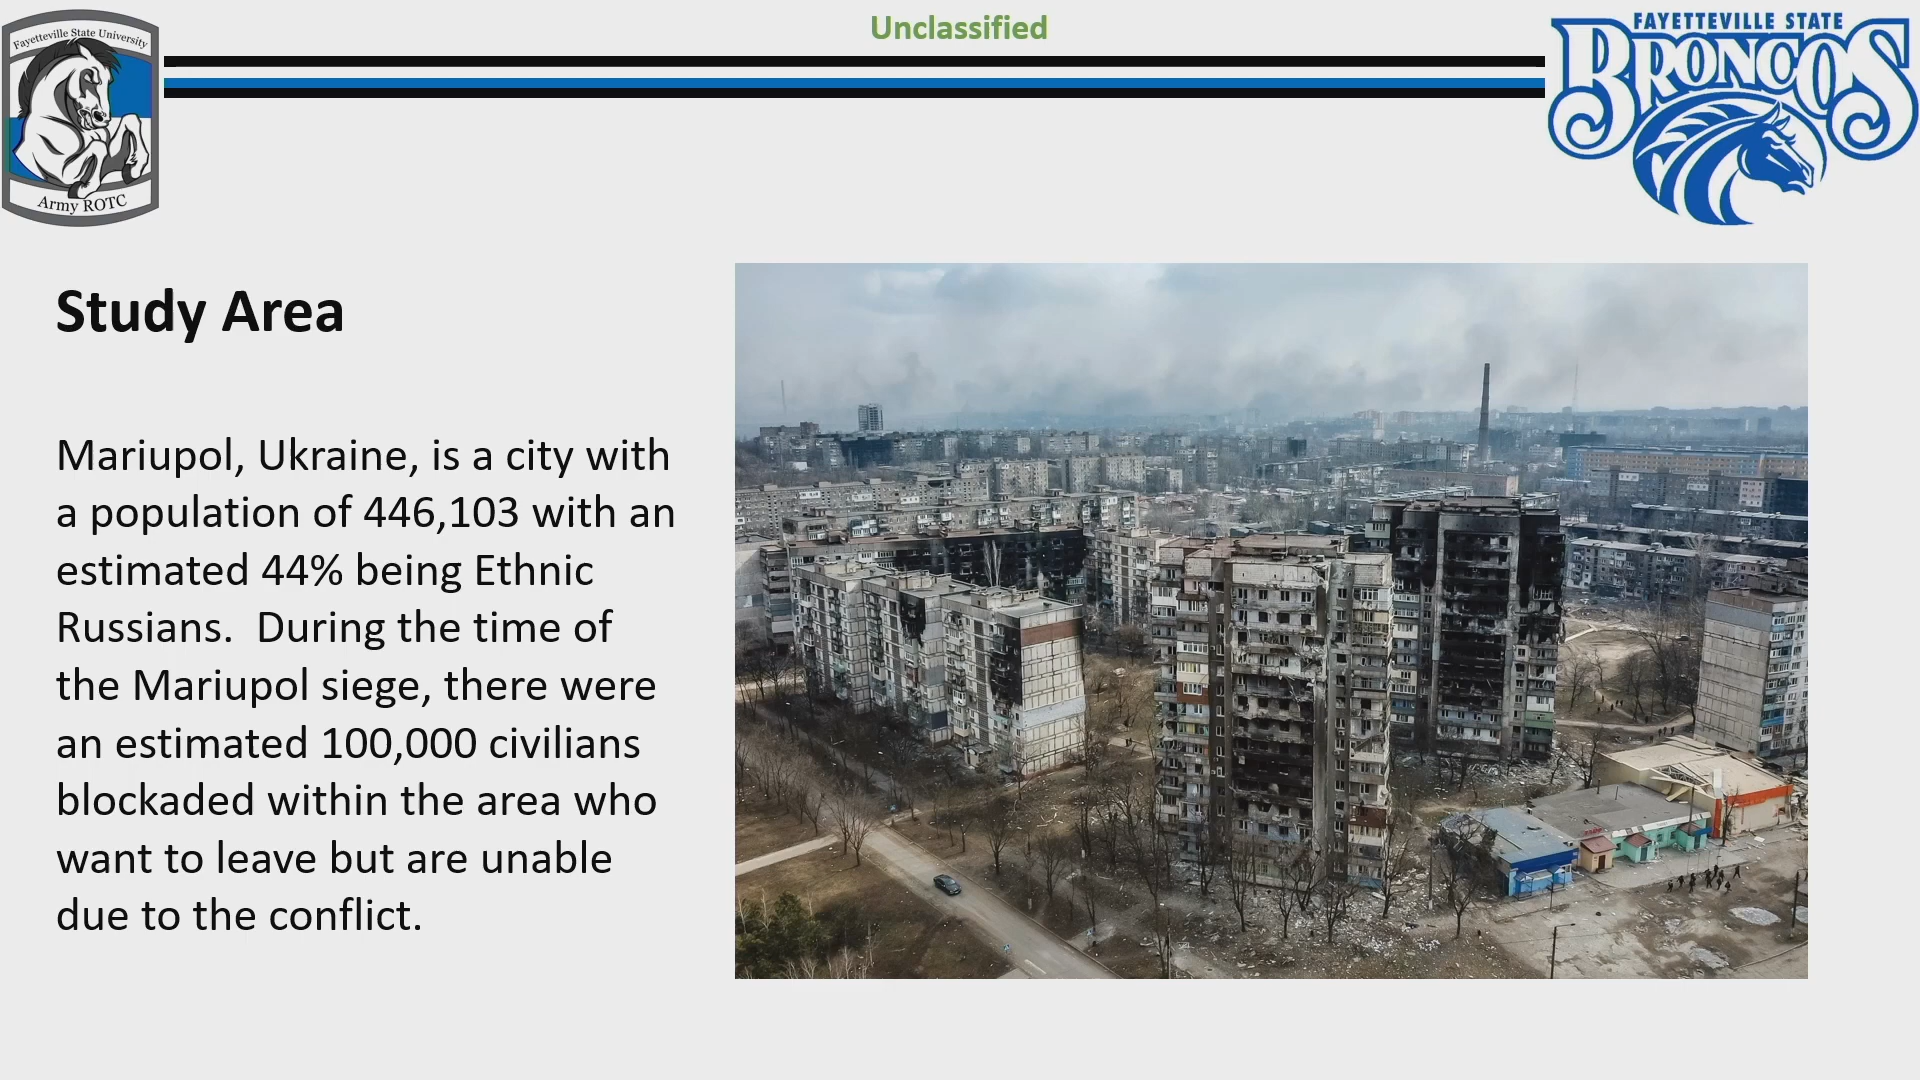 Unclassified
Fayetteville State University
Army ROTC
FAYETTEVILLE STATE
BRONCOS
Study Area
Mariupol, Ukraine, is a city with
a population of 446,103 with an
estimated 44% being Ethnic
Russians.  During the time of
the Mariupol siege, there were
an estimated 100,000 civilians
blockaded within the area who
want to leave but are unable
due to the conflict.